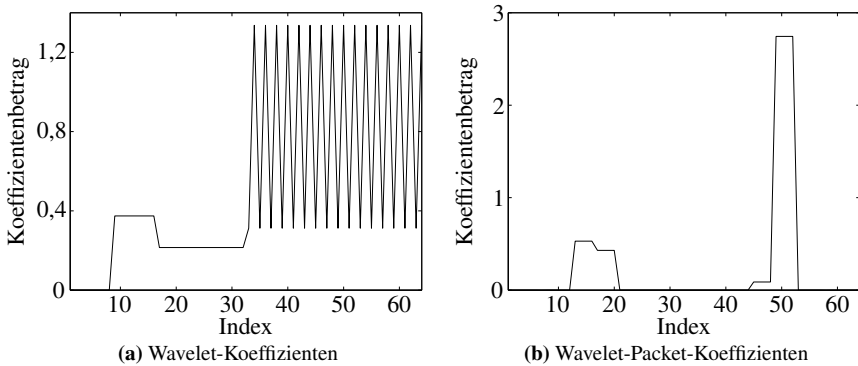 1,2
0,8
0,4
0
Koeffizientenbetrag
10 20 30 40 50 60
Index
(a) Wavelet-Koeffizienten
3
2
1
0
Koeffizientenbetrag
10 20 30 40 50 60
Index
(b) Wavelet-Packet-Koeffizienten